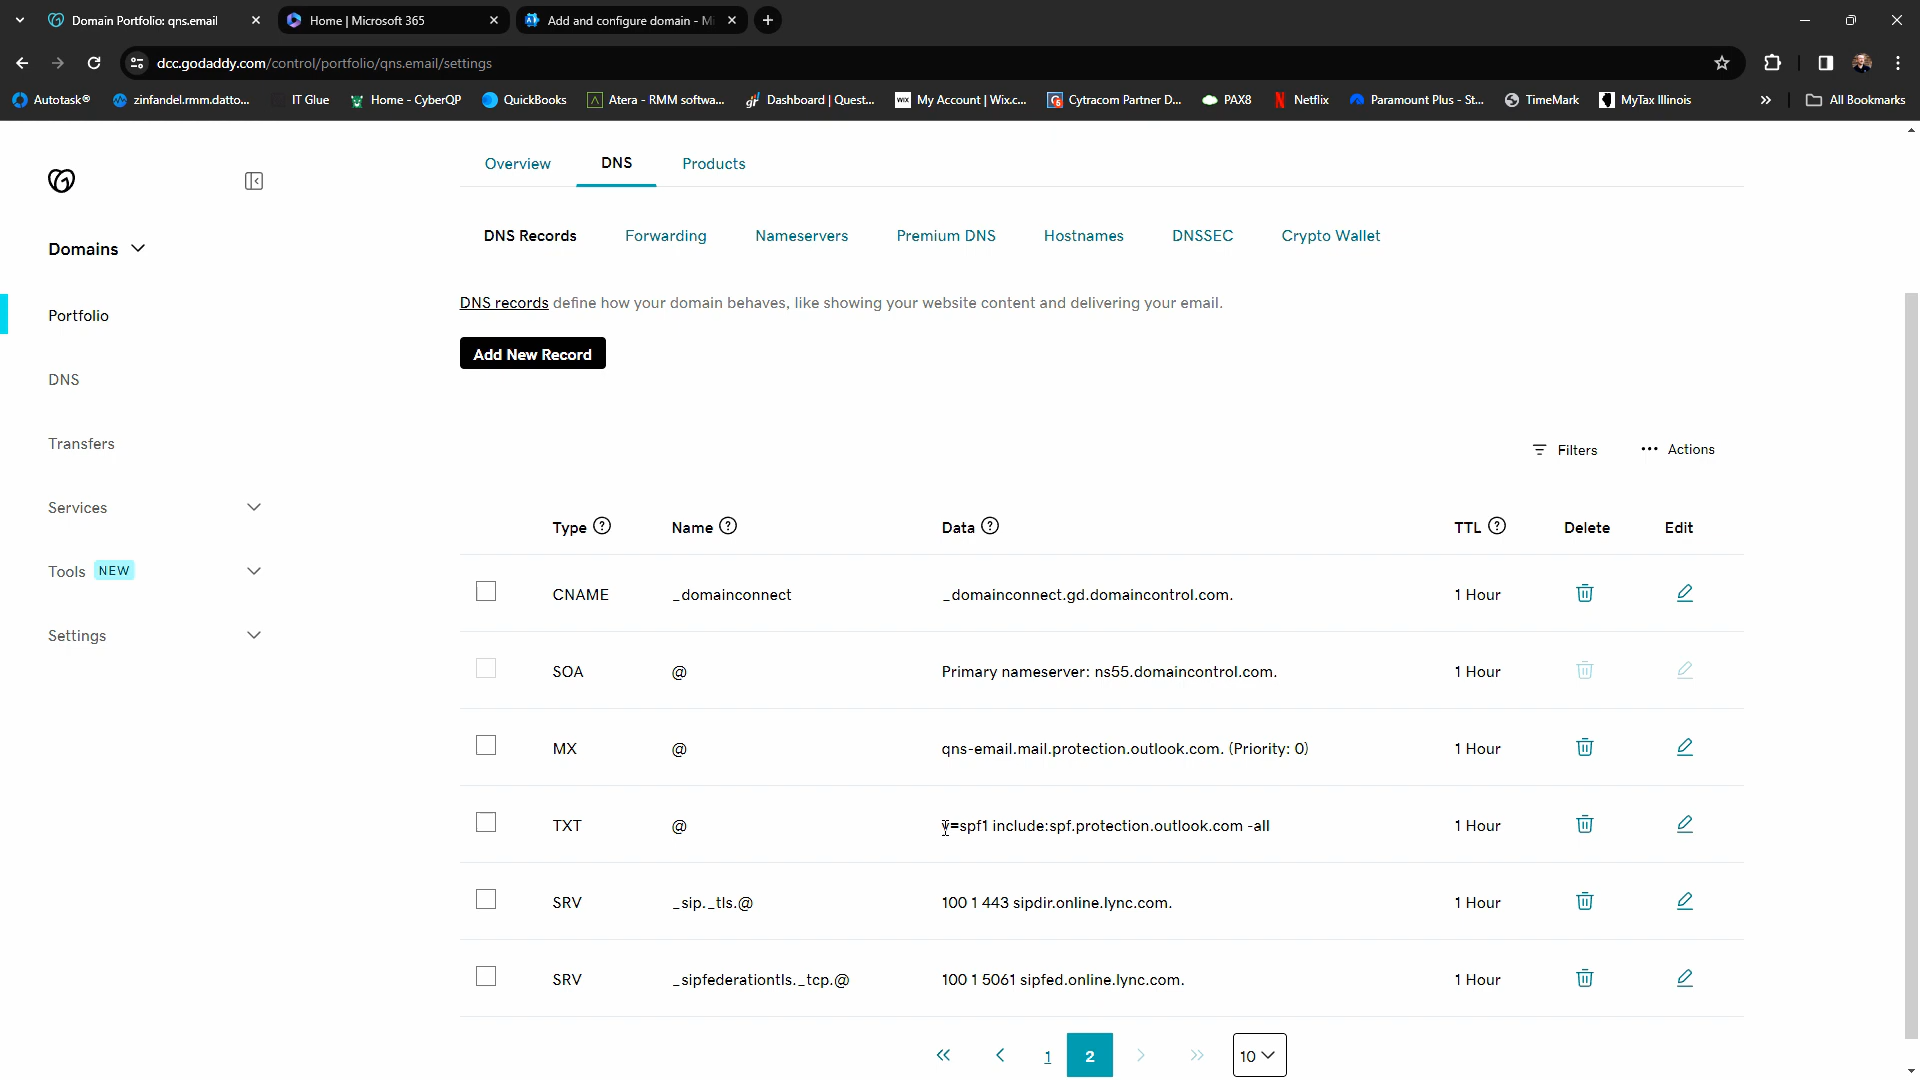 Domain Portfolio: qns.email
Home | Microsoft 365
Add and configure domain - Mi
dcc.godaddy.com/control/portfolio/qns.email/settings
Autotask®
zinfandel.rmm.datto...
IT Glue
Home - CyberQP
QuickBooks
Atera - RMM softwa...
Dashboard | Quest...
My Account | Wix.c...
Cytracom Partner D...
PAX8
Netflix
Paramount Plus - St...
TimeMark
MyTax Illinois
All Bookmarks
Overview
DNS
Products
Domains
DNS Records
Forwarding
Nameservers
Premium DNS
Hostnames
DNSSEC
Crypto Wallet
DNS records define how your domain behaves, like showing your website content and delivering your email.
Portfolio
Add New Record
DNS
Transfers
Filters
Actions
Services
Type
Name
Data
TTL
Delete
Edit
Tools NEW
CNAME _domainconnect _domainconnect.gd.domaincontrol.com. 1 Hour
Settings
SOA @ Primary nameserver: ns55.domaincontrol.com. 1 Hour
MX @ qns-email.mail.protection.outlook.com. (Priority: 0) 1 Hour
TXT @ v=spf1 include:spf.protection.outlook.com -all 1 Hour
SRV _sip._tls.@ 100 1 443 sipdir.online.lync.com. 1 Hour
SRV _sipfederationtls._tcp.@ 100 1 5061 sipfed.online.lync.com. 1 Hour
1 2 10